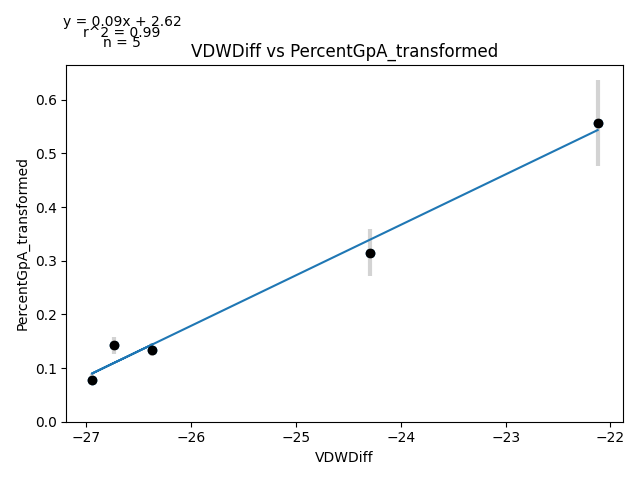 y = 0.09x + 2.62
r^2 = 0.99
n = 5
VDWDiff vs PercentGpA_transformed
PercentGpA_transformed
0.6
0.5
0.4
0.3
0.2
0.1
0.0
−27 −26 −25 −24 −23 −22
VDWDiff